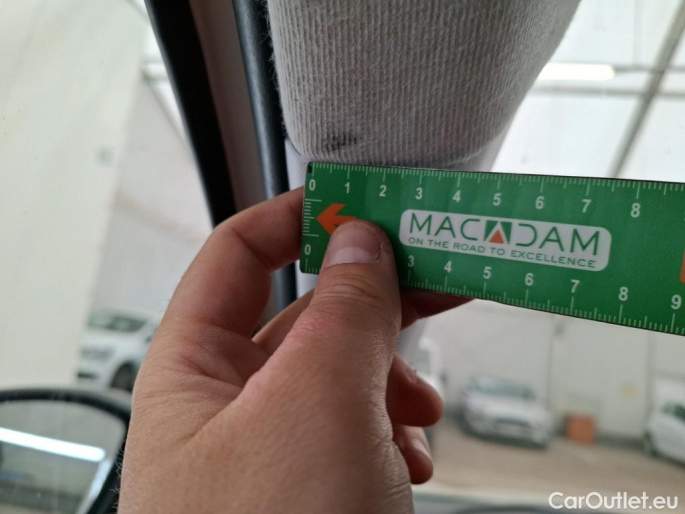 0 1 2 3 4 5 6 7 8
MACADAM
ON THE ROAD TO EXCELLENCE
0 3 4 5 6 7 8 9
CarOutlet.eu